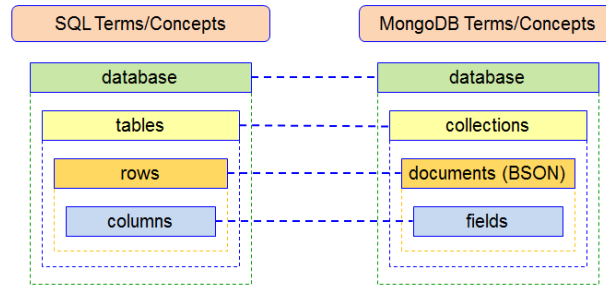 SQL Terms/Concepts
MongoDB Terms/Concepts
database
database
tables
collections
rows
documents (BSON)
columns
fields